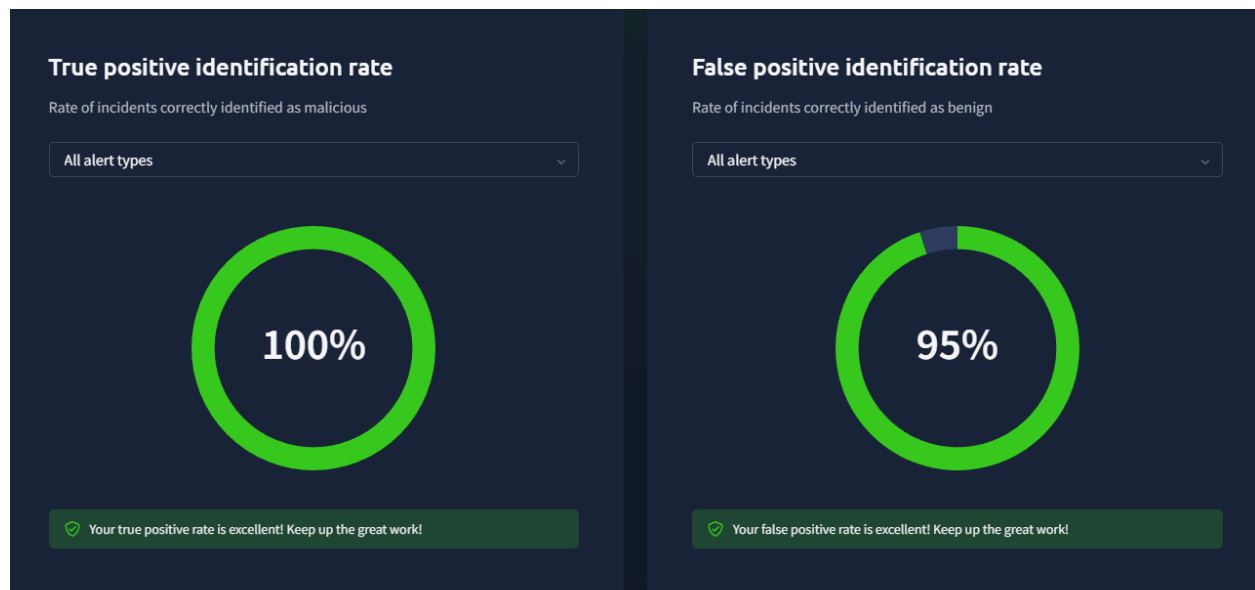 True positive identification rate
Rate of incidents correctly identified as malicious
All alert types
100%
Your true positive rate is excellent! Keep up the great work!
False positive identification rate
Rate of incidents correctly identified as benign
All alert types
95%
Your false positive rate is excellent! Keep up the great work!